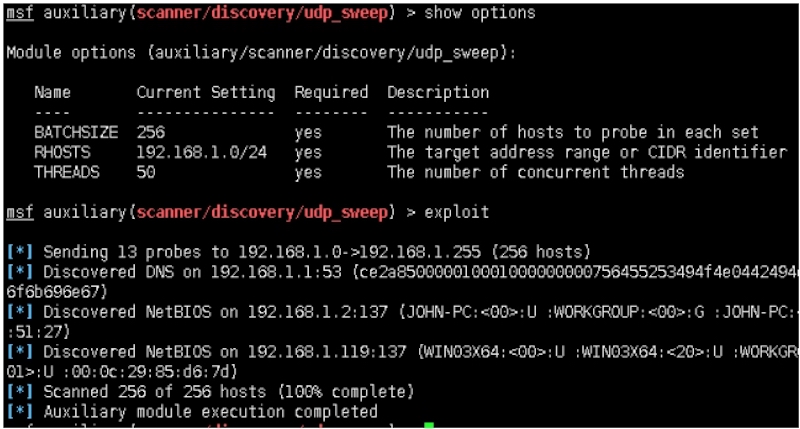 msf auxiliary(scanner/discovery/udp_sweep) > show options
Module options (auxiliary/scanner/discovery/udp_sweep):
Name Current Setting Required Description
---- --------------- -------- -----------
BATCHSIZE 256 yes The number of hosts to probe in each set
RHOSTS 192.168.1.0/24 yes The target address range or CIDR identifier
THREADS 50 yes The number of concurrent threads
msf auxiliary(scanner/discovery/udp_sweep) > exploit
[*] Sending 13 probes to 192.168.1.0->192.168.1.255 (256 hosts)
[*] Discovered DNS on 192.168.1.1:53
6f6b696e67)
[*] Discovered NetBIOS on 192.168.1.2:137 (JOHN-PC:<00>:U :WORKGROUP:<00>:G :JOHN-PC:<
:51:27)
[*] Discovered NetBIOS on 192.168.1.119:137 (WIN03X64:<00>:U :WIN03X64:<20>:U :WORKGR
01>:U :00:0c:29:85:d6:7d)
[*] Scanned 256 of 256 hosts (100% complete)
[*] Auxiliary module execution completed